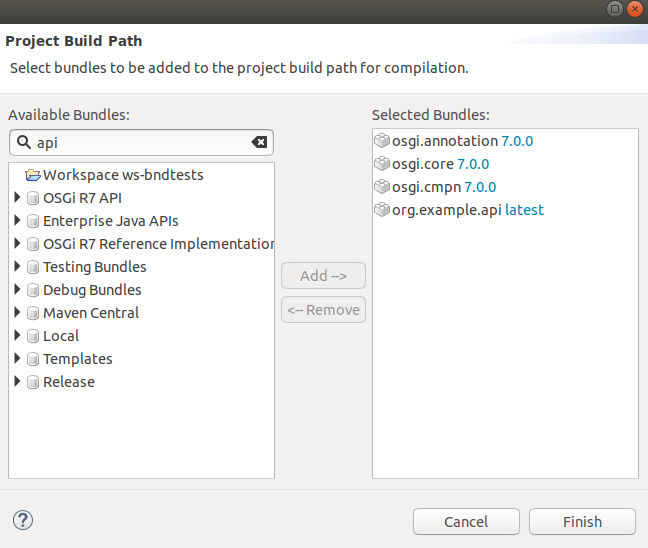 Project Build Path
Select bundles to be added to the project build path for compilation.
Available Bundles:
api
Workspace ws-bndtests
OSGi R7 API
Enterprise Java APIs
OSGi R7 Reference Implementation
Testing Bundles
Debug Bundles
Maven Central
Local
Templates
Release
Add -->
<-- Remove
Selected Bundles:
osgi.annotation 7.0.0
osgi.core 7.0.0
osgi.cmpn 7.0.0
org.example.api latest
?
Cancel
Finish